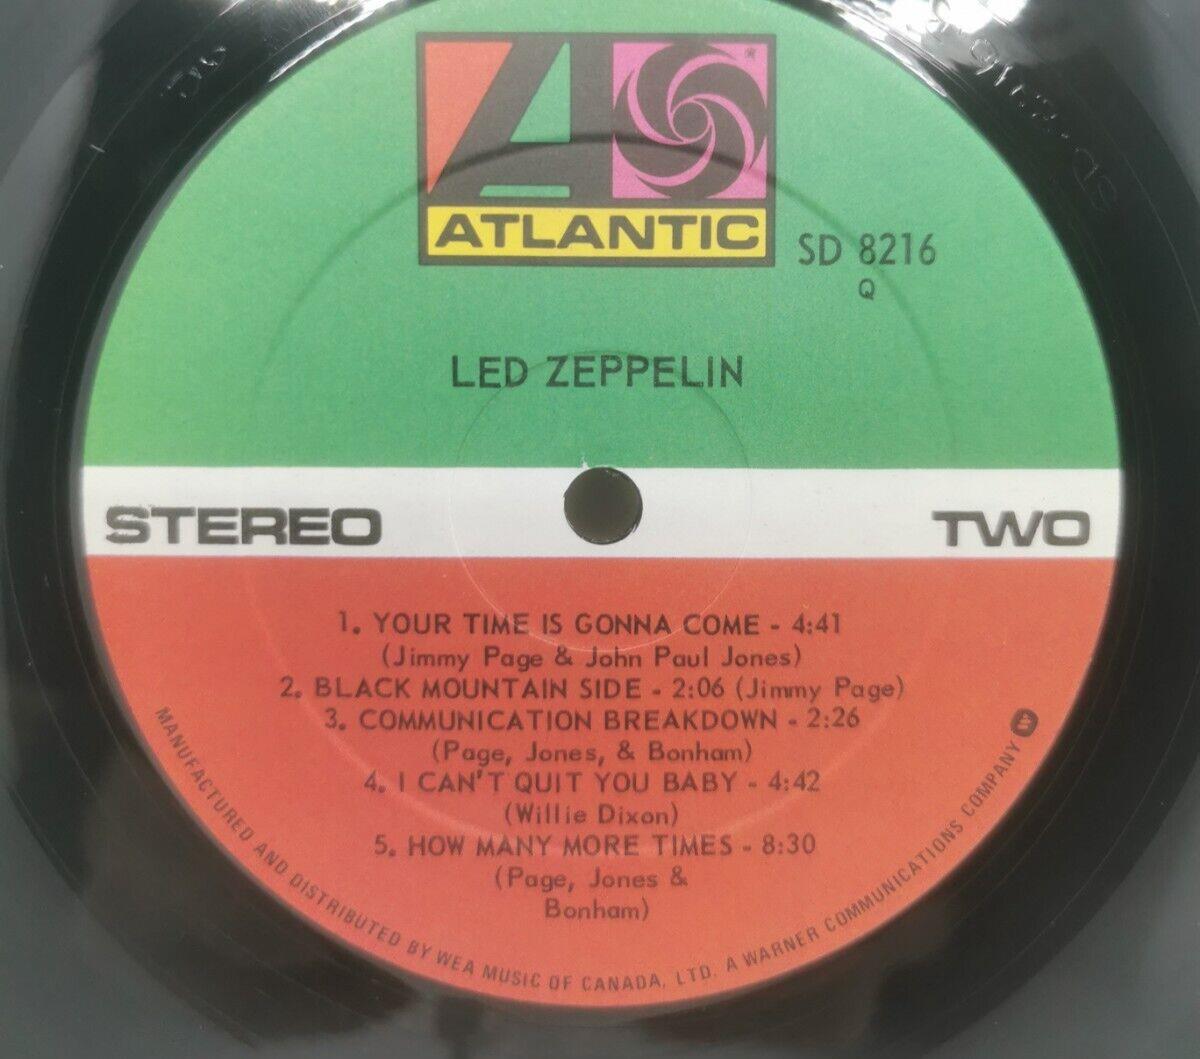 ATLANTIC
SD 8216
Q
LED ZEPPELIN
STEREO
TWO
1. YOUR TIME IS GONNA COME - 4:41
(Jimmy Page & John Paul Jones)
2. BLACK MOUNTAIN SIDE - 2:06 (Jimmy Page)
3. COMMUNICATION BREAKDOWN - 2:26
(Page, Jones, & Bonham)
4. I CAN'T QUIT YOU BABY - 4:42
(Willie Dixon)
5. HOW MANY MORE TIMES - 8:30
(Page, Jones &
Bonham)
MANUFACTURED AND DISTRIBUTED BY WEA MUSIC OF CANADA, LTD. A WARNER COMMUNICATIONS COMPANY